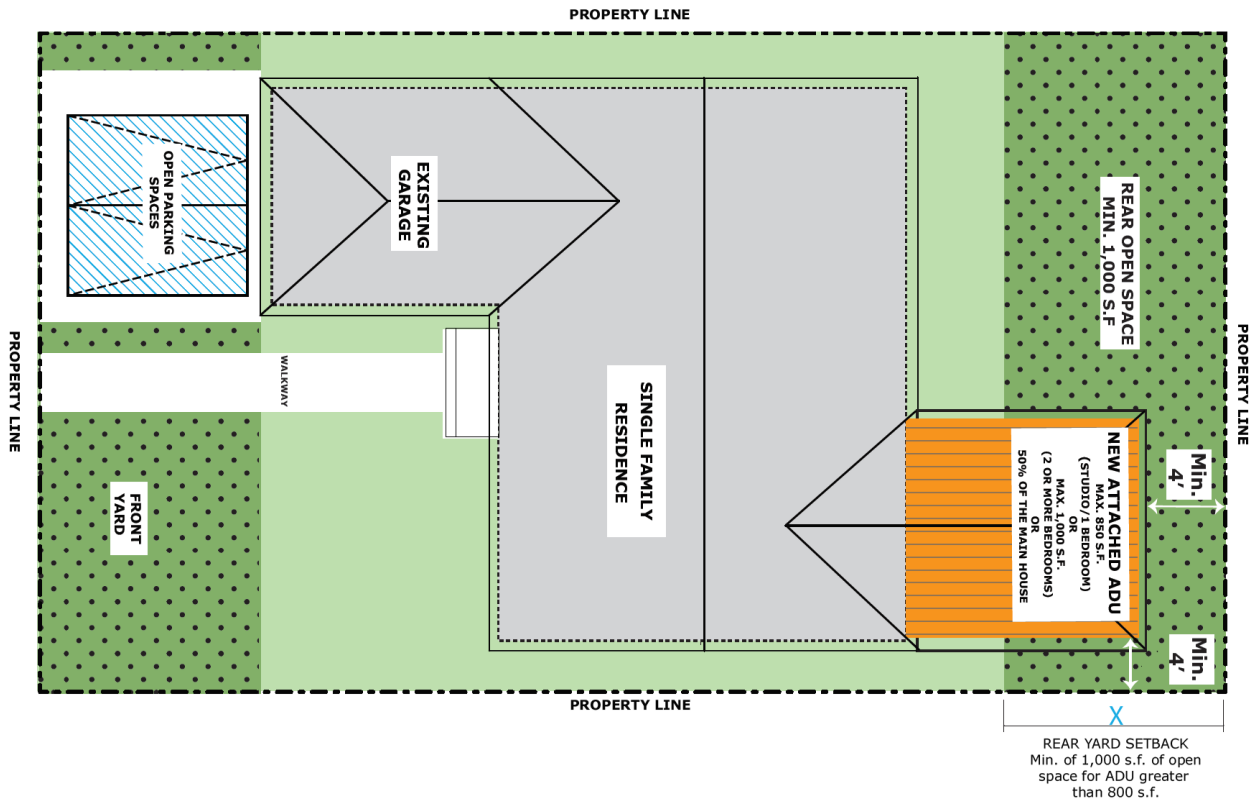 PROPERTY LINE
OPEN PARKING
SPACES
EXISTING
GARAGE
REAR OPEN SPACE
MIN. 1,000 S.F
PROPERTY LINE
WALKWAY
PROPERTY LINE
SINGLE FAMILY
RESIDENCE
NEW ATTACHED ADU
MAX. 850 S.F.
(STUDIO/1 BEDROOM)
OR
MAX. 1,000 S.F.
(2 OR MORE BEDROOMS)
OR
50% OF THE MAIN HOUSE
Min.
4'
FRONT
YARD
Min.
4'
PROPERTY LINE
X
REAR YARD SETBACK
Min. of 1,000 s.f. of open
space for ADU greater
than 800 s.f.